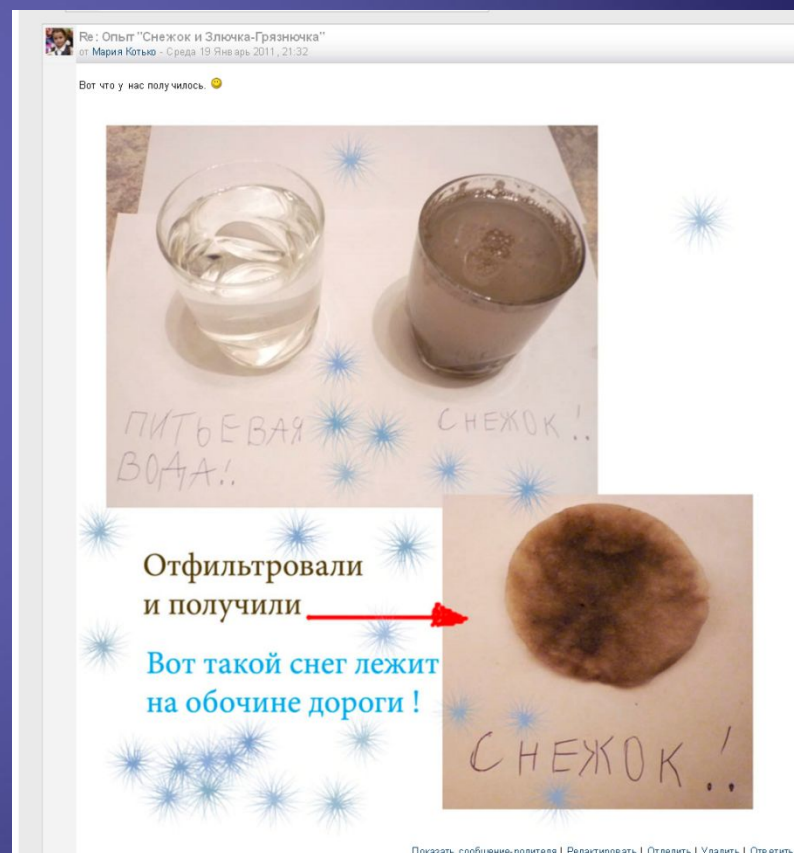 Re: Опыт "Снежок и Злючка-Грязнючка"
от Мария Котько - Среда 19 Январь 2011, 21:32
Вот что у нас получилось.
ПИТЬЕВАЯ
ВОДА!.
СНЕЖОК!.
Отфильтровали
и получили
Вот такой снег лежит
на обочине дороги !
СНЕЖОК!.
Показать сообщение-родителя | Редактировать | Отделить | Удалить | Ответить